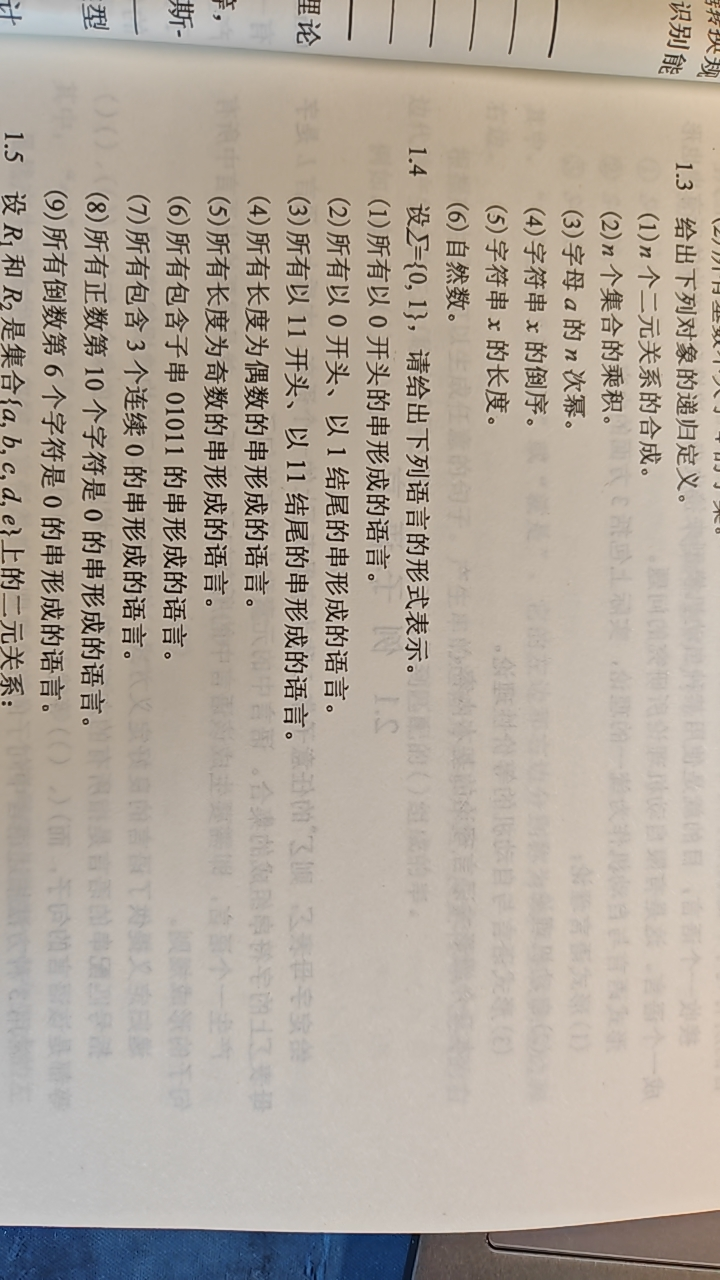 转换规
识别能
理论
等,
斯-
型
计
1.3 给出下列对象的递归定义。
(1)n 个二元关系的合成。
(2)n 个集合的乘积。
(3)字母 a 的 n 次幂。
(4)字符串 x 的倒序。
(5)字符串 x 的长度。
(6)自然数。
1.4 设∑={0, 1}, 请给出下列语言的形式表示。
(1)所有以 0 开头的串形成的语言。
(2)所有以 0 开头、以 1 结尾的串形成的语言。
(3)所有以 11 开头、以 11 结尾的串形成的语言。
(4)所有长度为偶数的串形成的语言。
(5)所有长度为奇数的串形成的语言。
(6)所有包含子串 01011 的串形成的语言。
(7)所有包含 3 个连续 0 的串形成的语言。
(8)所有正数第 10 个字符是 0 的串形成的语言。
(9)所有倒数第 6 个字符是 0 的串形成的语言。
1.5 设 R₁ 和 R₂ 是集合{a, b, c, d, e}上的二元关系: